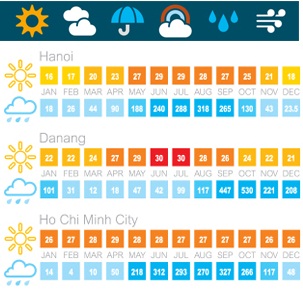 Hanoi
16 17 20 23 27 29 29 28 27 25 21 18
JAN FEB MAR APR MAY JUN JUL AUG SEP OCT NOV DEC
18 26 44 90 188 240 288 318 265 130 43 23
Danang
22 22 24 27 29 30 30 28 26 24 22 21
JAN FEB MAR APR MAY JUN JUL AUG SEP OCT NOV DEC
101 31 12 18 47 42 99 117 447 530 221 208.5
Ho Chi Minh City
26 27 28 28 28 28 27 27 27 27 26 26
JAN FEB MAR APR MAY JUN JUL AUG SEP OCT NOV DEC
14 4 10 50 218 312 293 270 327 266 117 48